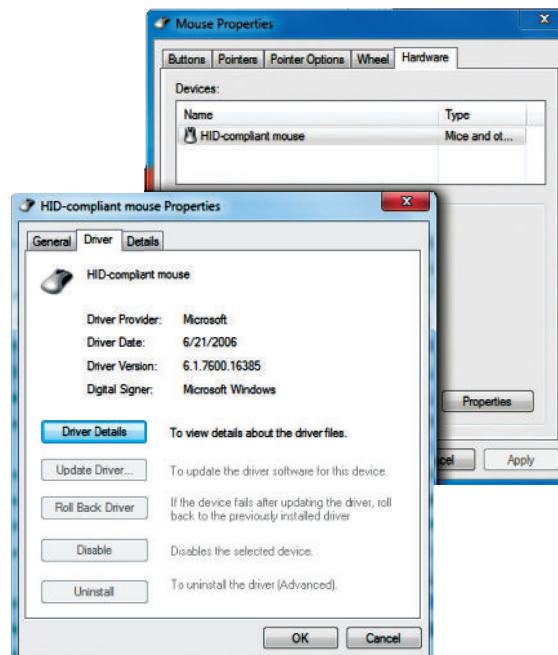 Mouse Properties
Buttons Pointers Pointer Options Wheel Hardware
Devices:
Name Type
HID-compliant mouse Mice and ot...
Properties
Apply
HID-compliant mouse Properties
General Driver Details
HID-compliant mouse
Driver Provider: Microsoft
Driver Date: 6/21/2006
Driver Version: 6.1.7600.16385
Digital Signer: Microsoft Windows
Driver Details To view details about the driver files.
Update Driver... To update the driver software for this device.
Roll Back Driver If the device fails after updating the driver, roll
back to the previously installed driver
Disable Disables the selected device.
Uninstall To uninstall the driver (Advanced).
OK Cancel